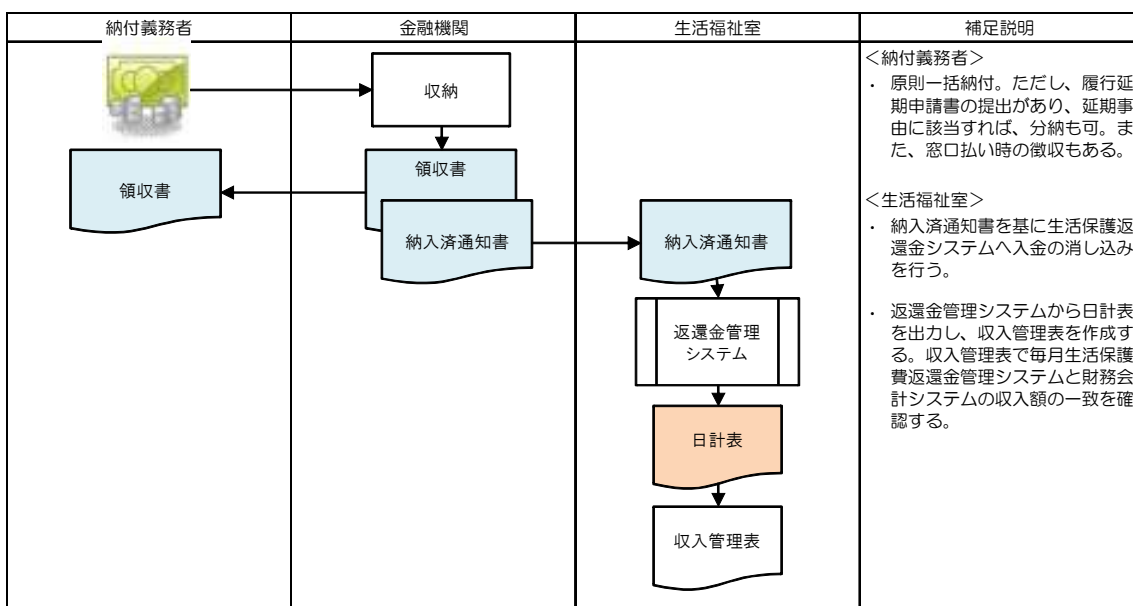 納付義務者
金融機関
生活福祉室
補足説明
収納
領収書
領収書
納入済通知書
納入済通知書
返還金管理
システム
日計表
収入管理表
＜納付義務者＞
・ 原則一括納付。ただし、履行延
期申請書の提出があり、延期事
由に該当すれば、分納も可。ま
た、窓口払い時の徴収もある。
＜生活福祉室＞
・ 納入済通知書を基に生活保護返
還金システムへ入金の消し込み
を行う。
・ 返還金管理システムから日計表
を出力し、収入管理表を作成す
る。収入管理表で毎月生活保護
費返還金管理システムと財務会
計システムの収入額の一致を確
認する。